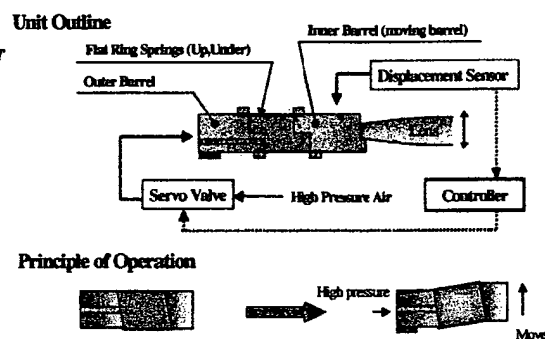 Unit Outline
Inner Barrel (moving barrel)
Flat Ring Springs (Up,Under)
Displacement Sensor
Outer Barrel
Servo Valve
High Pressure Air
Controller
Principle of Operation
High pressure
Move